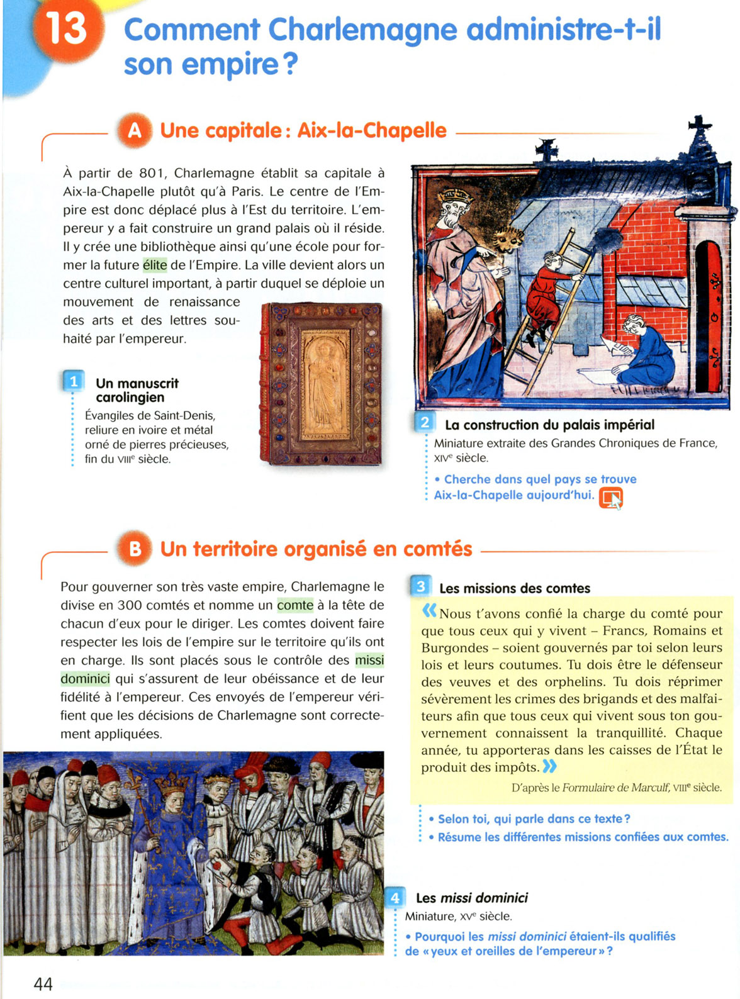 13
Comment Charlemagne administre-t-il
son empire ?
A Une capitale : Aix-la-Chapelle
À partir de 801, Charlemagne établit sa capitale à
Aix-la-Chapelle plutôt qu'à Paris. Le centre de l'Em-
pire est donc déplacé plus à l'Est du territoire. L'em-
pereur y a fait construire un grand palais où il réside.
Il y crée une bibliothèque ainsi qu'une école pour for-
mer la future élite de l'Empire. La ville devient alors un
centre culturel important, à partir duquel se déploie un
mouvement de renaissance
des arts et des lettres sou-
haité par l'empereur.
1 Un manuscrit
carolingien
Évangiles de Saint-Denis,
reliure en ivoire et métal
orné de pierres précieuses,
fin du VIIIe siècle.
2 La construction du palais impérial
Miniature extraite des Grandes Chroniques de France,
XIVe siècle.
• Cherche dans quel pays se trouve
Aix-la-Chapelle aujourd'hui.
B Un territoire organisé en comtés
Pour gouverner son très vaste empire, Charlemagne le
divise en 300 comtés et nomme un comte à la tête de
chacun d'eux pour le diriger. Les comtes doivent faire
respecter les lois de l'empire sur le territoire qu'ils ont
en charge. Ils sont placés sous le contrôle des missi
dominici qui s'assurent de leur obéissance et de leur
fidélité à l'empereur. Ces envoyés de l'empereur véri-
fient que les décisions de Charlemagne sont correcte-
ment appliquées.
3 Les missions des comtes
« Nous t'avons confié la charge du comté pour
que tous ceux qui y vivent – Francs, Romains et
Burgondes – soient gouvernés par toi selon leurs
lois et leurs coutumes. Tu dois être le défenseur
des veuves et des orphelins. Tu dois réprimer
sévèrement les crimes des brigands et des malfai-
teurs afin que tous ceux qui vivent sous ton gou-
vernement connaissent la tranquillité. Chaque
année, tu apporteras dans les caisses de l'État le
produit des impôts. »
D'après le Formulaire de Marculf, VIIIe siècle.
• Selon toi, qui parle dans ce texte ?
• Résume les différentes missions confiées aux comtes.
4 Les missi dominici
Miniature, XVe siècle.
• Pourquoi les missi dominici étaient-ils qualifiés
de « yeux et oreilles de l'empereur » ?
44